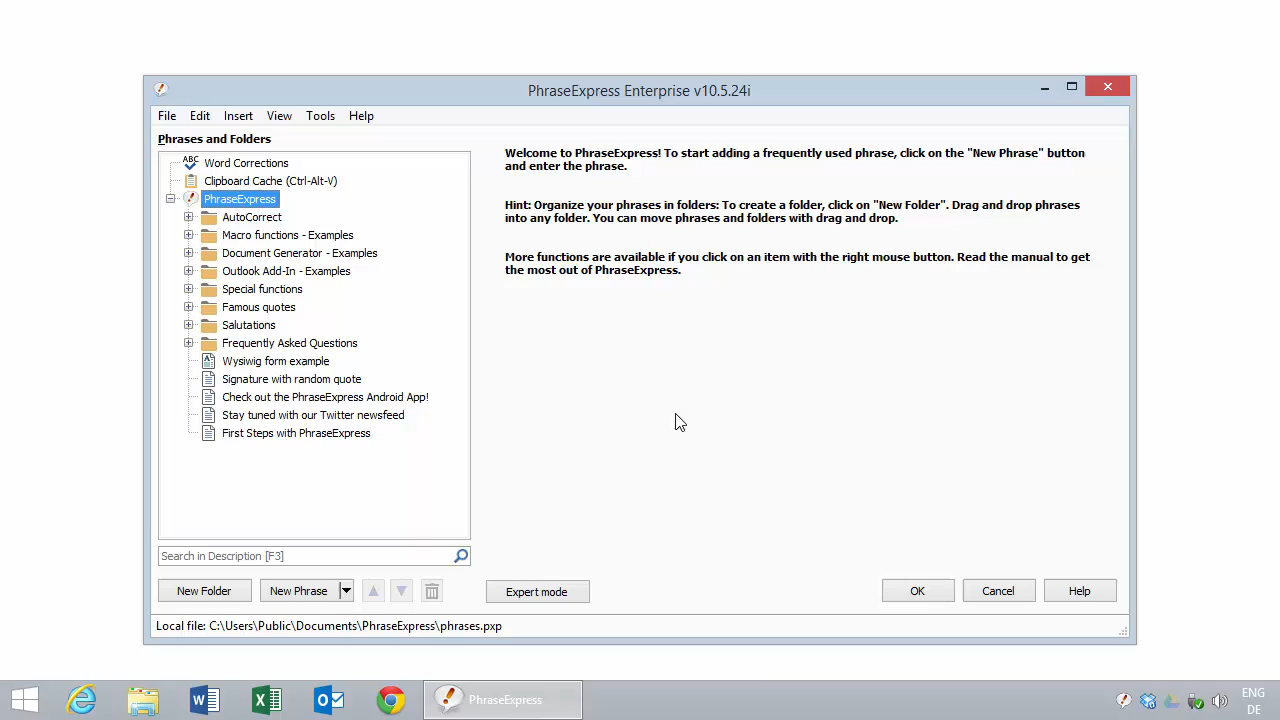 PhraseExpress Enterprise v10.5.24i
File Edit Insert View Tools Help
Phrases and Folders
ABC Word Corrections
Clipboard Cache (Ctrl-Alt-V)
PhraseExpress
AutoCorrect
Macro functions - Examples
Document Generator - Examples
Outlook Add-In - Examples
Special functions
Famous quotes
Salutations
Frequently Asked Questions
Wysiwig form example
Signature with random quote
Check out the PhraseExpress Android App!
Stay tuned with our Twitter newsfeed
First Steps with PhraseExpress
Search in Description [F3]
Welcome to PhraseExpress! To start adding a frequently used phrase, click on the "New Phrase" button
and enter the phrase.
Hint: Organize your phrases in folders: To create a folder, click on "New Folder". Drag and drop phrases
into any folder. You can move phrases and folders with drag and drop.
More functions are available if you click on an item with the right mouse button. Read the manual to get
the most out of PhraseExpress.
New Folder New Phrase Expert mode OK Cancel Help
Local file: C:\Users\Public\Documents\PhraseExpress\phrases.pxp
PhraseExpress
ENG
DE